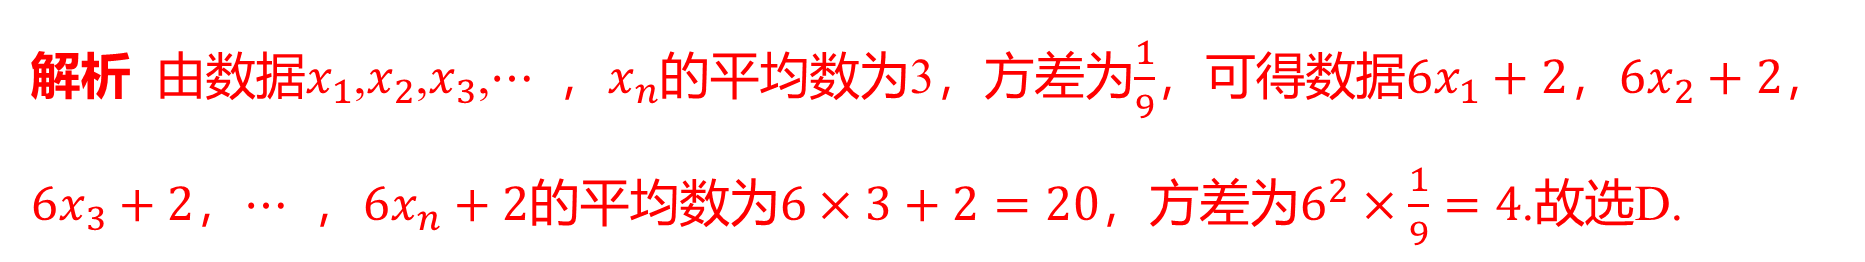 解析 由数据x₁,x₂,x₃,⋯ ，xₙ的平均数为3，方差为1/9，可得数据6x₁ + 2，6x₂ + 2，
6x₃ + 2，⋯ ，6xₙ + 2的平均数为6 × 3 + 2 = 20，方差为6² × 1/9 = 4.故选D.